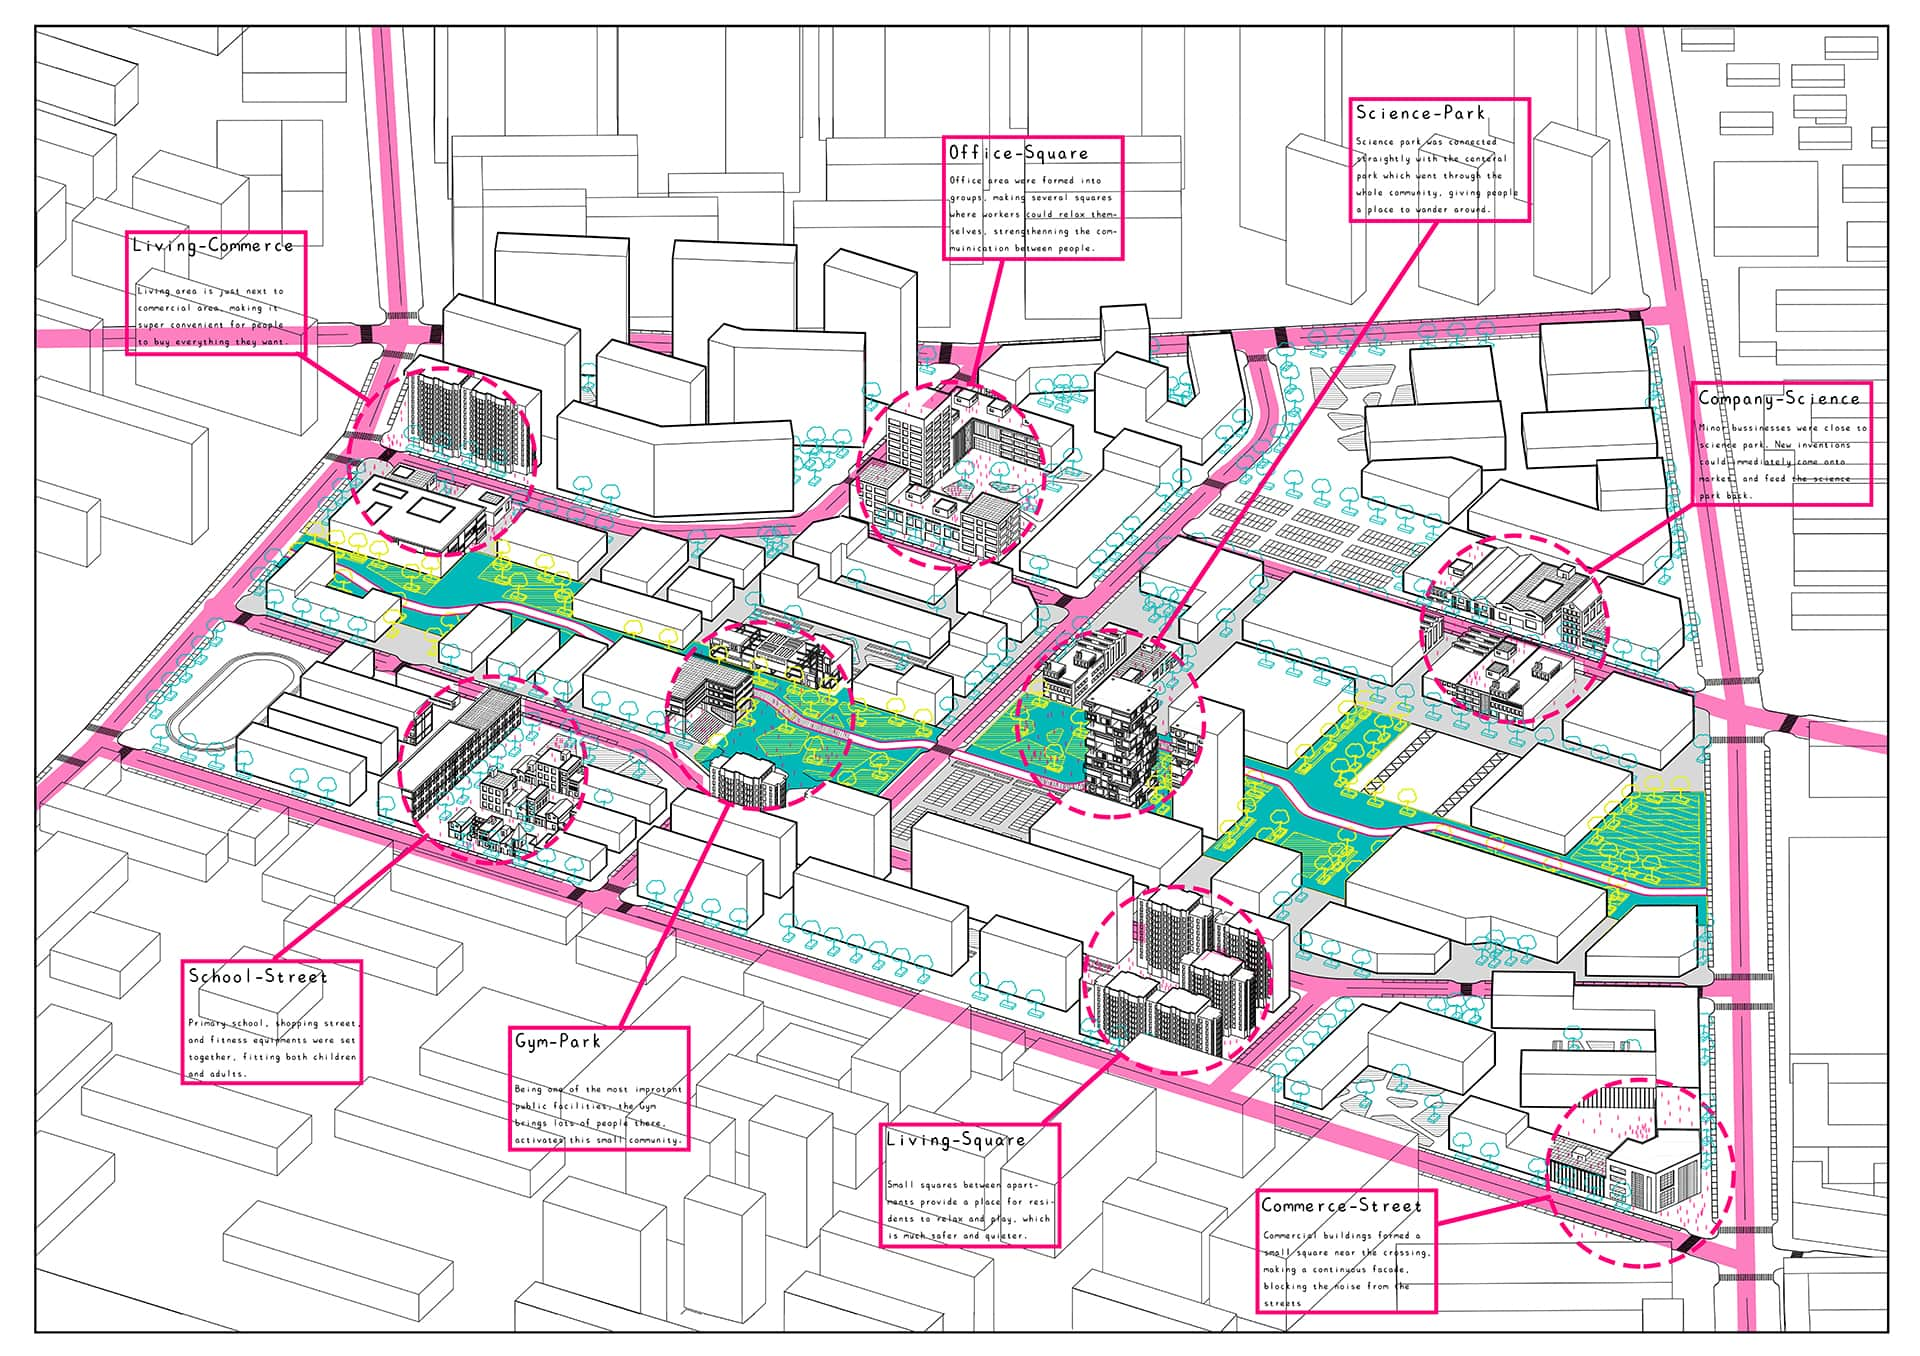 Science-Park
Science park was connected
straightly with the centeral
park which went through the
whole community, giving people
a place to wander around.
Office-Square
Office area were formed into
groups, making several squares
where workers could relax them-
selves, strengthenning the com-
muinication between people.
Living-Commerce
Living area is just next to
commercial area, making it
super convenient for people
to buy everything they want.
Company-Science
Minor bussinesses were close to
science park. New inventions
could immediately come onto
market, and feed the science
park back.
School-Street
Primary school, shopping street,
and fitness equipments were set
together, fitting both children
and adults.
Gym-Park
Being one of the most improtant
public facilities, the Gym
brings lots of people there,
activates this small community.
Living-Square
Small squares between apart-
ments provide a place for resi-
dents to relax and play, which
is much safer and quieter.
Commerce-Street
Commercial buildings formed a
small square near the crossing,
making a continuous facade,
blocking the noise from the
streets